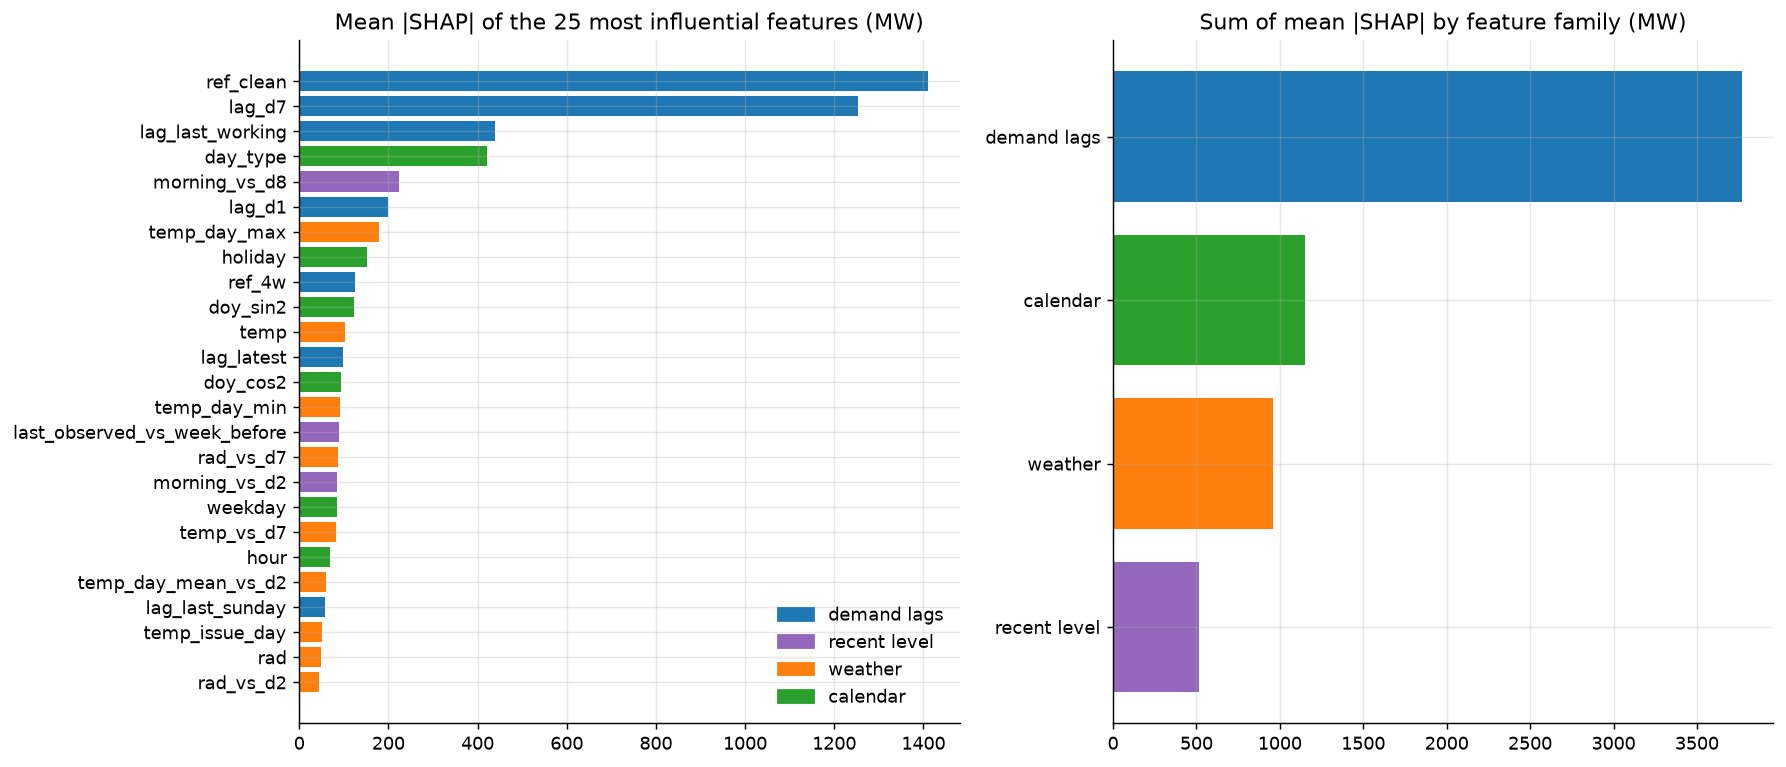 Mean |SHAP| of the 25 most influential features (MW)
ref_clean
lag_d7
lag_last_working
day_type
morning_vs_d8
lag_d1
temp_day_max
holiday
ref_4w
doy_sin2
temp
lag_latest
doy_cos2
temp_day_min
last_observed_vs_week_before
rad_vs_d7
morning_vs_d2
weekday
temp_vs_d7
hour
temp_day_mean_vs_d2
lag_last_sunday
temp_issue_day
rad
rad_vs_d2
0 200 400 600 800 1000 1200 1400
demand lags
recent level
weather
calendar
Sum of mean |SHAP| by feature family (MW)
demand lags
calendar
weather
recent level
0 500 1000 1500 2000 2500 3000 3500